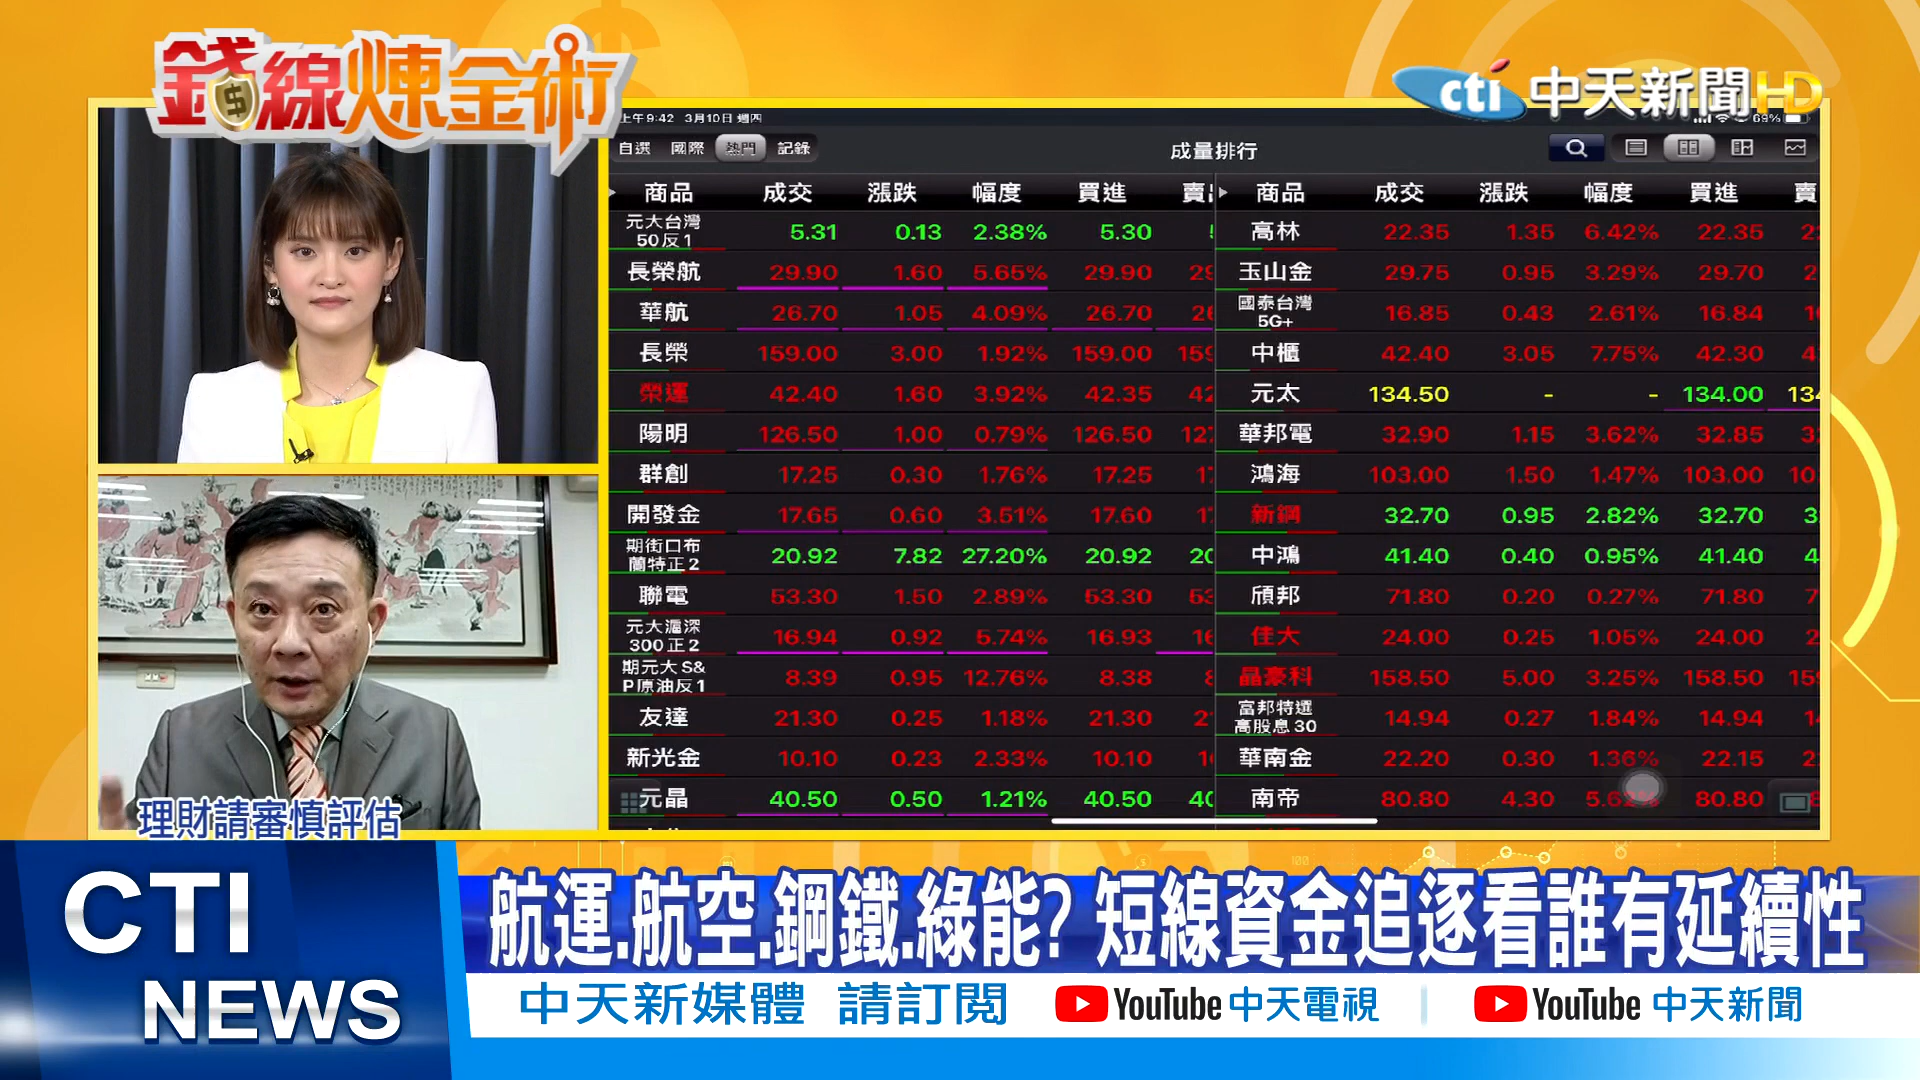 錢線煉金術
cti 中天新聞HD
上午9:42 3月10日 週四
69%
自選 國際 熱門 記錄
成量排行
商品 成交 漲跌 幅度 買進
商品 成交 漲跌 幅度 買進
元大台灣50反1 5.31 0.13 2.38% 5.30
長榮航 29.90 1.60 5.65% 29.90
華航 26.70 1.05 4.09% 26.70
長榮 159.00 3.00 1.92% 159.00
榮運 42.40 1.60 3.92% 42.35
陽明 126.50 1.00 0.79% 126.50
群創 17.25 0.30 1.76% 17.25
開發金 17.65 0.60 3.51% 17.60
期街口布蘭特正2 20.92 7.82 27.20% 20.92
聯電 53.30 1.50 2.89% 53.30
元大滬深300正2 16.94 0.92 5.74% 16.93
期元大S&P原油反1 8.39 0.95 12.76% 8.38
友達 21.30 0.25 1.18% 21.30
新光金 10.10 0.23 2.33% 10.10
元晶 40.50 0.50 1.21% 40.50
高林 22.35 1.35 6.42% 22.35
玉山金 29.75 0.95 3.29% 29.70
國泰台灣5G+ 16.85 0.43 2.61% 16.84
中櫃 42.40 3.05 7.75% 42.30
元太 134.50 - - 134.00
華邦電 32.90 1.15 3.62% 32.85
鴻海 103.00 1.50 1.47% 103.00
新鋼 32.70 0.95 2.82% 32.70
中鴻 41.40 0.40 0.95% 41.40
頎邦 71.80 0.20 0.27% 71.80
佳大 24.00 0.25 1.05% 24.00
晶豪科 158.50 5.00 3.25% 158.50
富邦特選高股息30 14.94 0.27 1.84% 14.94
華南金 22.20 0.30 1.36% 22.15
南帝 80.80 4.30 80.80
理財請審慎評估
CTI NEWS
航運.航空.鋼鐵.綠能? 短線資金追逐看誰有延續性
中天新媒體 請訂閱 YouTube 中天電視 YouTube 中天新聞